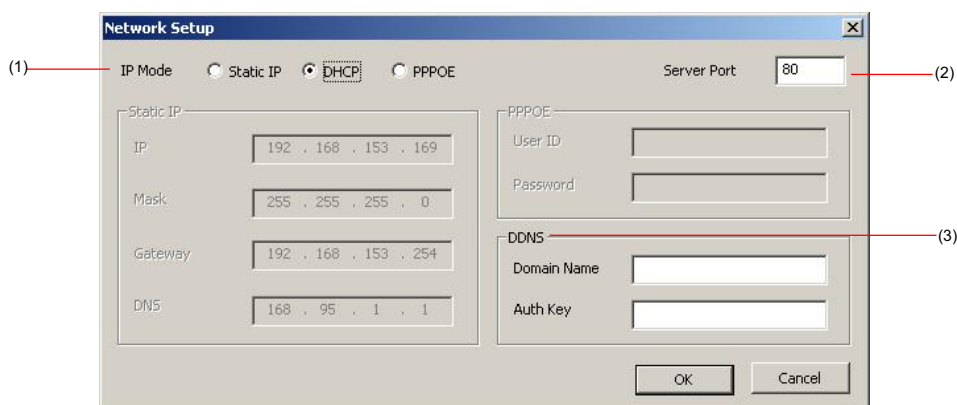 Network Setup
(1) IP Mode Static IP DHCP PPPOE Server Port 80 (2)
Static IP
IP 192 . 168 . 153 . 169
Mask 255 . 255 . 255 . 0
Gateway 192 . 168 . 153 . 254
DNS 168 . 95 . 1 . 1
PPPOE
User ID
Password
DDNS (3)
Domain Name
Auth Key
OK Cancel